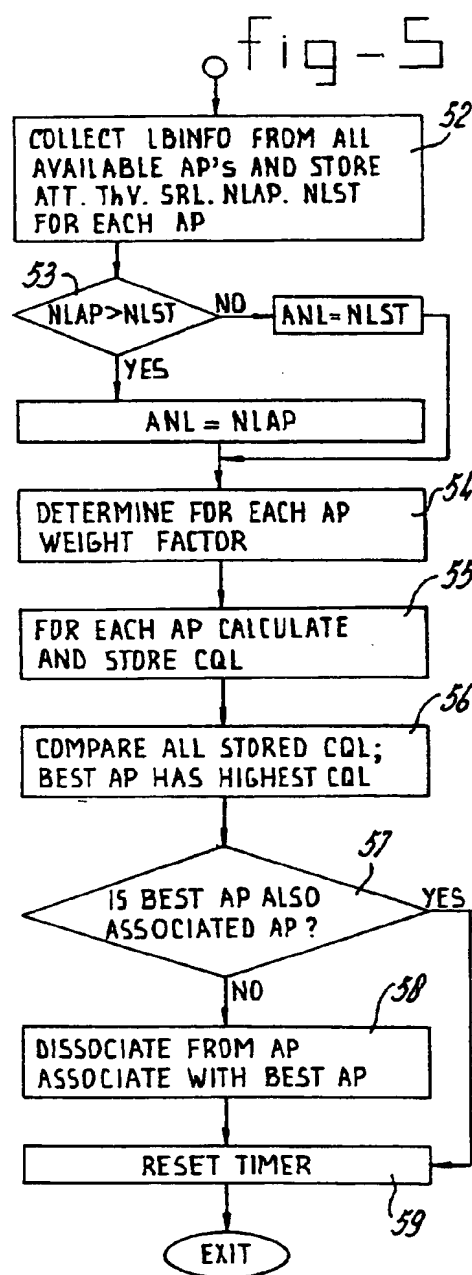 fig-5
52
COLLECT LBINFO FROM ALL
AVAILABLE AP's AND STORE
ATT. ThV. SRL. NLAP. NLST
FOR EACH AP
53
NLAP>NLST
NO
ANL=NLST
YES
ANL = NLAP
54
DETERMINE FOR EACH AP
WEIGHT FACTOR
55
FOR EACH AP CALCULATE
AND STORE CQL
56
COMPARE ALL STORED CQL;
BEST AP HAS HIGHEST CQL
57
IS BEST AP ALSO
ASSOCIATED AP ?
YES
NO
58
DISSOCIATE FROM AP
ASSOCIATE WITH BEST AP
RESET TIMER
59
EXIT